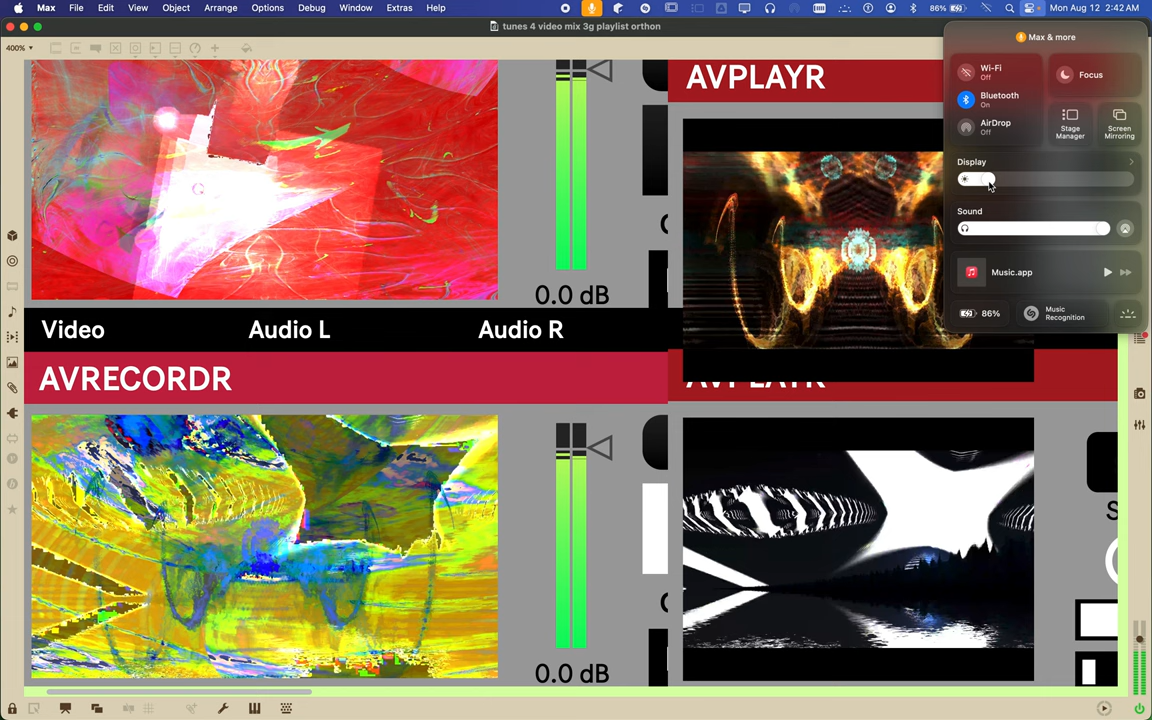 Max File Edit View Object Arrange Options Debug Window Extras Help 86% Mon Aug 12 2:42 AM
tunes 4 video mix 3g playlist orthon
400%
Max & more
Wi-Fi
Off
Focus
Bluetooth
On
AirDrop
Off
Stage
Manager
Screen
Mirroring
Display
Sound
Music.app
86%
Music
Recognition
AVPLAYR
0.0 dB
Video Audio L Audio R
AVRECORDR
AVPLAYR
0.0 dB